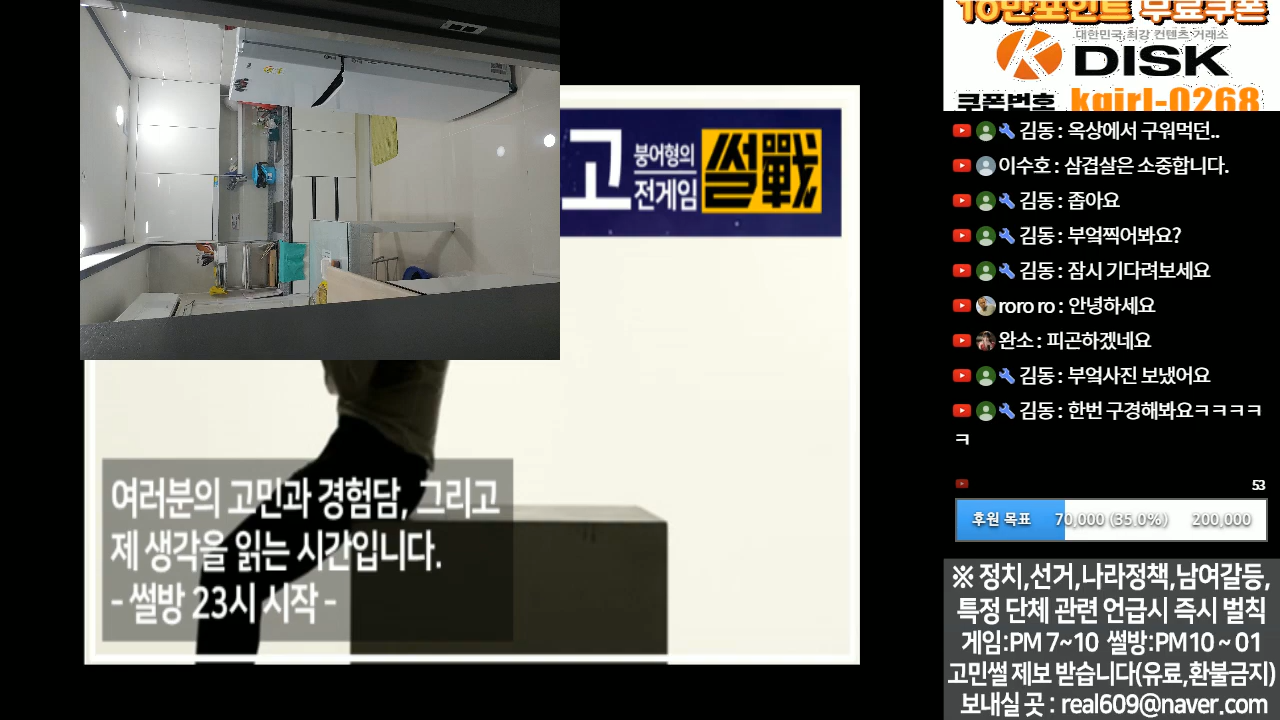 고
붕어형의
전게임
썰戰
여러분의 고민과 경험담, 그리고
제 생각을 읽는 시간입니다.
- 썰방 23시 시작 -
10만포인트 무료쿠폰
대한민국 최강 컨텐츠 거래소
K DISK
쿠폰번호 kgirl-0268
김동 : 옥상에서 구워먹던..
이수호 : 삼겹살은 소중합니다.
김동 : 좁아요
김동 : 부엌찍어봐요?
김동 : 잠시 기다려보세요
roro ro : 안녕하세요
완소 : 피곤하겠네요
김동 : 부엌사진 보냈어요
김동 : 한번 구경해봐요ㅋㅋㅋㅋ
ㅋ
53
후원 목표 70,000 (35.0%) 200,000
※ 정치,선거,나라정책,남여갈등,
특정 단체 관련 언급시 즉시 벌칙
게임:PM 7~10 썰방:PM10 ~ 01
고민썰 제보 받습니다(유료,환불금지)
보내실 곳 : real609@naver.com